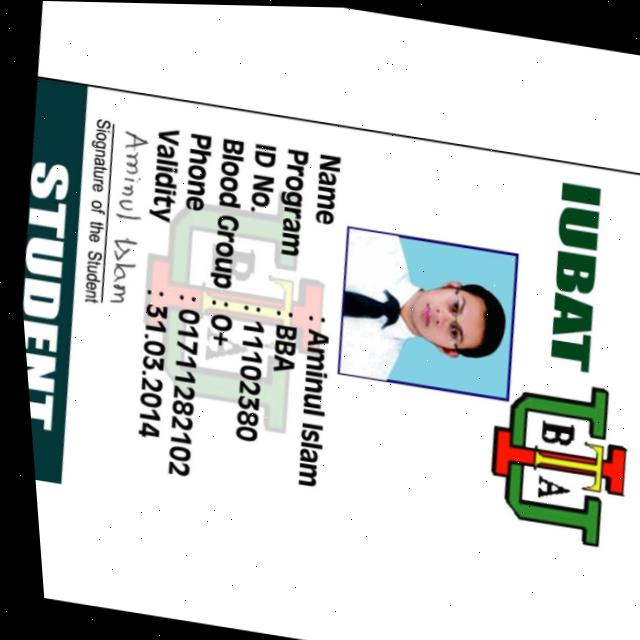 IUBAT
IUBAT
Name : Aminul Islam
Program : BBA
ID No. : 11102380
Blood Group : O+
Phone : 01711282102
Validity : 31.03.2014
Aminul Islam
Siognature of the Student
STUDENT